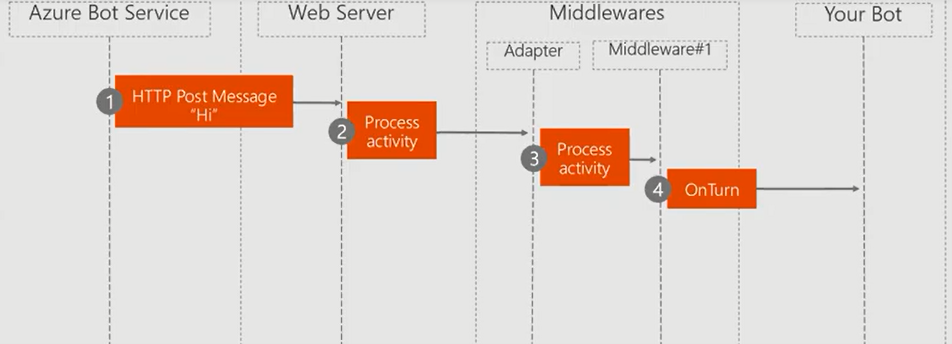 Azure Bot Service
Web Server
Middlewares
Your Bot
Adapter
Middleware#1
1
HTTP Post Message
“Hi”
2
Process
activity
3
Process
activity
4
OnTurn